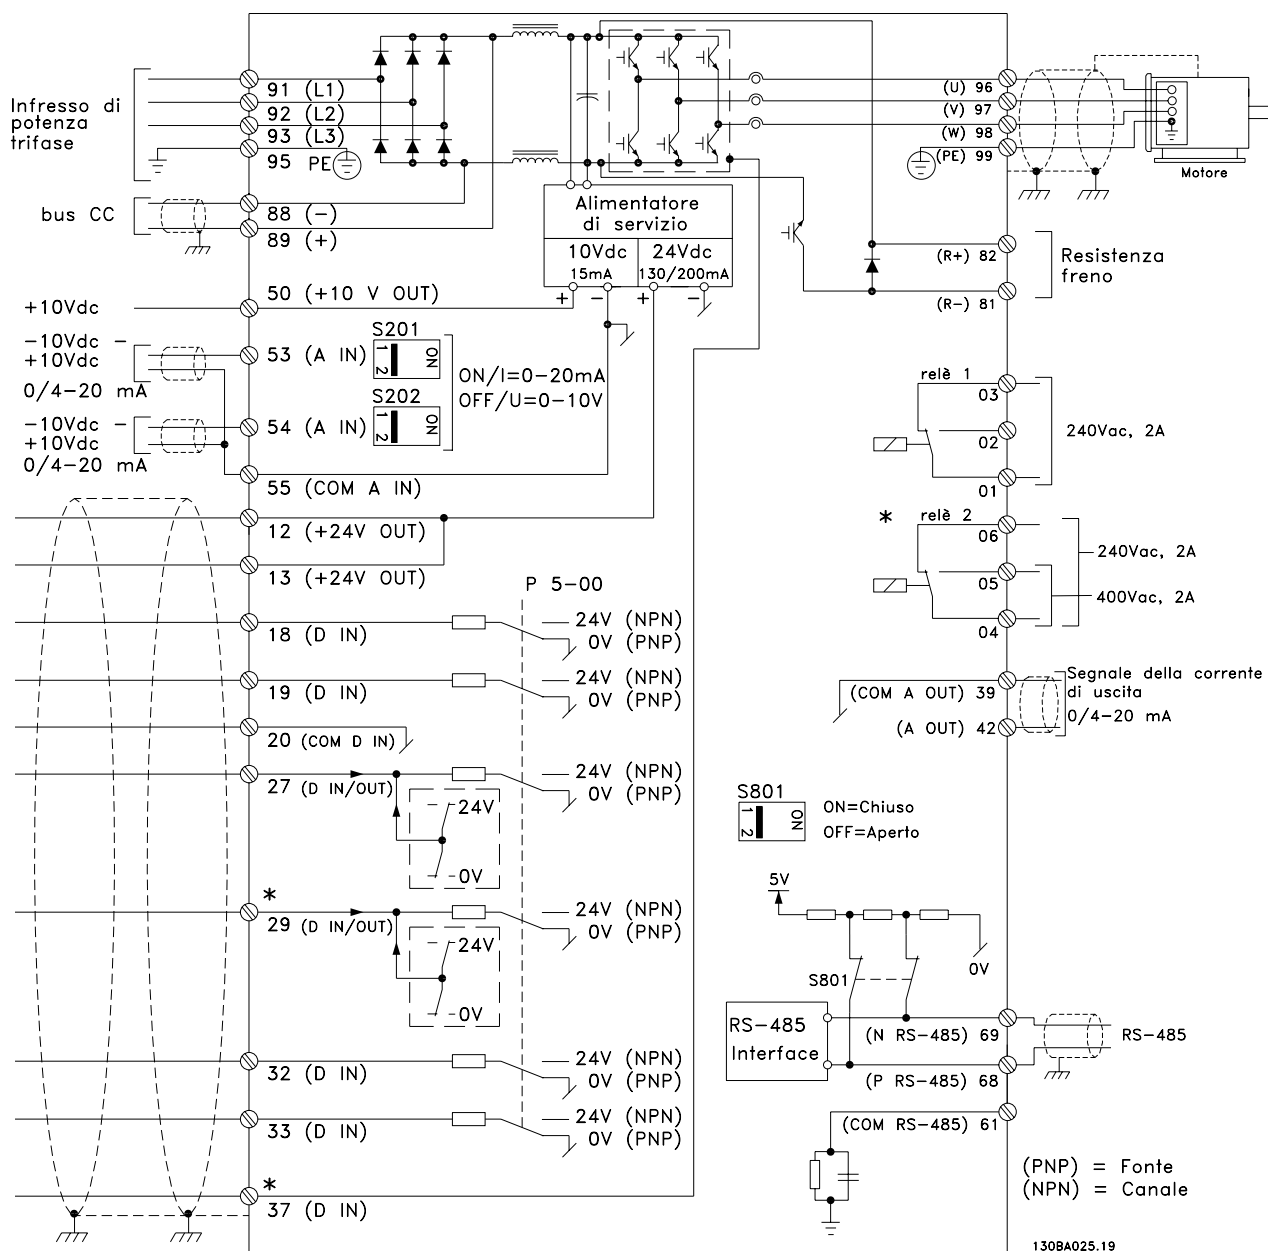 Infresso di
potenza
trifase
91 (L1)
92 (L2)
93 (L3)
95 PE
bus CC
88 (−)
89 (+)
+10Vdc
50 (+10 V OUT)
−10Vdc −
+10Vdc
0/4−20 mA
53 (A IN)
S201
1 2
ON
ON/I=0−20mA
OFF/U=0−10V
S202
1 2
ON
−10Vdc −
+10Vdc
0/4−20 mA
54 (A IN)
55 (COM A IN)
12 (+24V OUT)
13 (+24V OUT)
P 5-00
18 (D IN)
24V (NPN)
0V (PNP)
19 (D IN)
24V (NPN)
0V (PNP)
20 (COM D IN)
27 (D IN/OUT)
24V (NPN)
0V (PNP)
24V
0V
*
29 (D IN/OUT)
24V (NPN)
0V (PNP)
24V
0V
32 (D IN)
24V (NPN)
0V (PNP)
33 (D IN)
24V (NPN)
0V (PNP)
*
37 (D IN)
Alimentatore
di servizio
10Vdc
15mA
24Vdc
130/200mA
+ − + −
(U) 96
(V) 97
(W) 98
(PE) 99
Motore
(R+) 82
(R−) 81
Resistenza
freno
relè 1
03
02
01
240Vac, 2A
* relè 2
06
05
04
240Vac, 2A
400Vac, 2A
(COM A OUT) 39
(A OUT) 42
Segnale della corrente
di uscita
0/4−20 mA
S801
1 2
ON
ON=Chiuso
OFF=Aperto
5V
0V
S801
RS−485
Interface
(N RS−485) 69
(P RS−485) 68
(COM RS−485) 61
RS−485
(PNP) = Fonte
(NPN) = Canale
130BA025.19